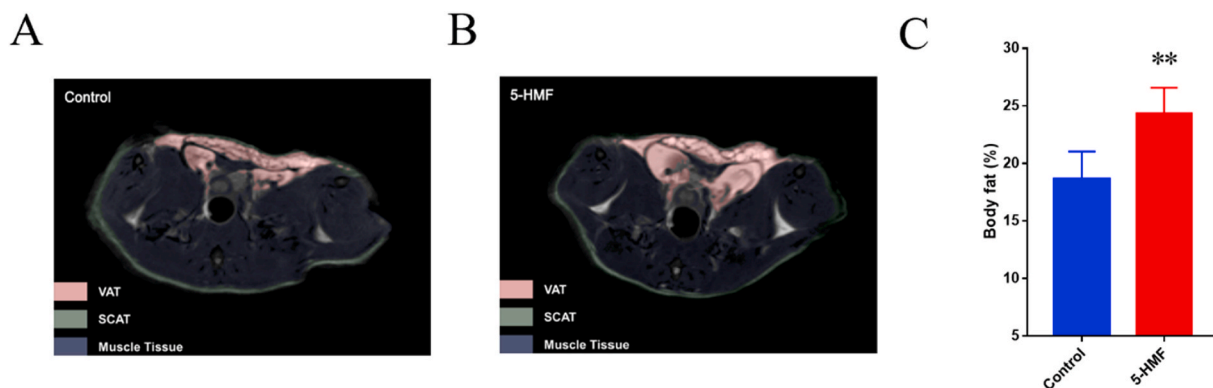 A
Control
VAT
SCAT
Muscle Tissue
B
5-HMF
VAT
SCAT
Muscle Tissue
C
Body fat (%)
30
25
20
15
10
5
**
Control
5-HMF